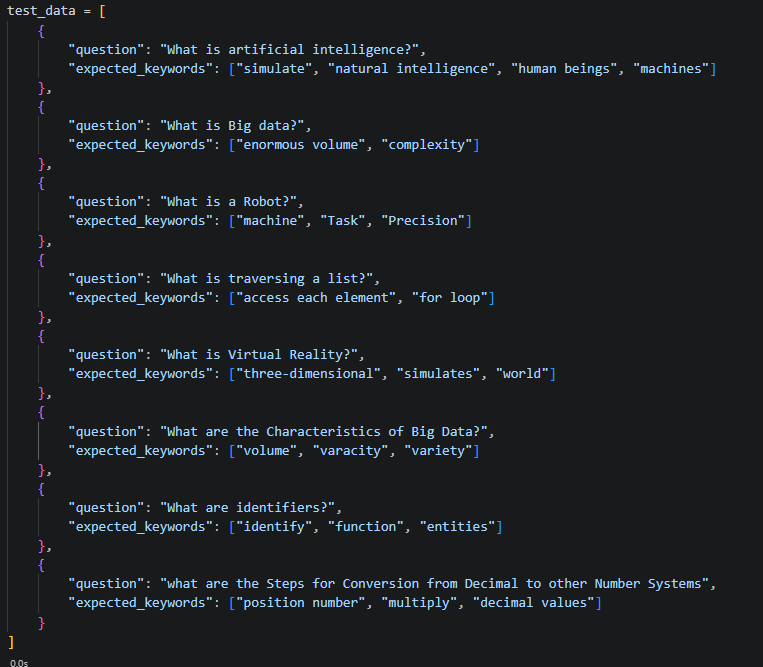 test_data = [
{
"question": "What is artificial intelligence?",
"expected_keywords": ["simulate", "natural intelligence", "human beings", "machines"]
},
{
"question": "What is Big data?",
"expected_keywords": ["enormous volume", "complexity"]
},
{
"question": "What is a Robot?",
"expected_keywords": ["machine", "Task", "Precision"]
},
{
"question": "What is traversing a list?",
"expected_keywords": ["access each element", "for loop"]
},
{
"question": "What is Virtual Reality?",
"expected_keywords": ["three-dimensional", "simulates", "world"]
},
{
"question": "What are the Characteristics of Big Data?",
"expected_keywords": ["volume", "varacity", "variety"]
},
{
"question": "What are identifiers?",
"expected_keywords": ["identify", "function", "entities"]
},
{
"question": "what are the Steps for Conversion from Decimal to other Number Systems",
"expected_keywords": ["position number", "multiply", "decimal values"]
}
]
0.0s